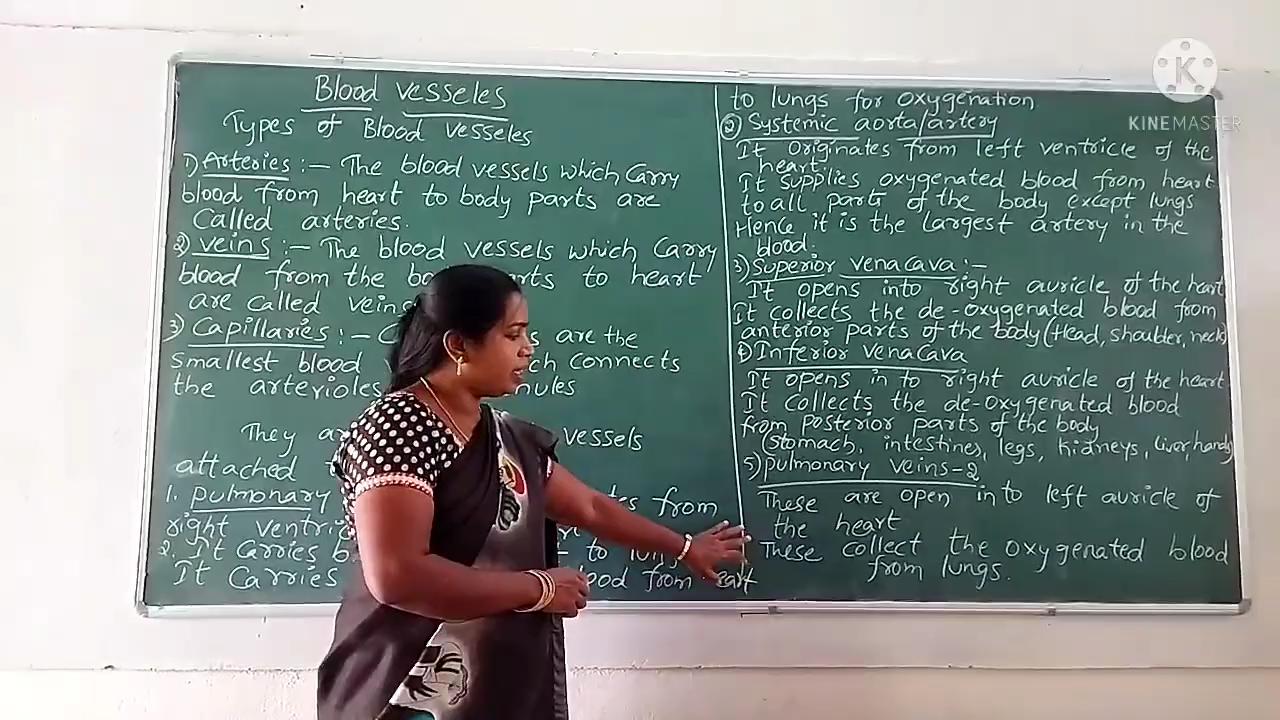 Blood vesseles
Types of Blood vesseles
1) Arteries :- The blood vessels which carry
blood from heart to body parts are
called arteries.
2) Veins :- The blood vessels which carry
blood from the parts to heart
are called veins
3) Capillaries :- are the
smallest blood connects
the arterioles
They vessels
attached
1. Pulmonary from
right
2. It carries to lungs
It carries blood from heart
to lungs for oxygenation
② Systemic aorta/artery
It originates from left ventricle of the
heart.
It supplies oxygenated blood from heart
to all parts of the body except lungs
Hence it is the largest artery in the
blood.
3) Superior venacava :-
It opens into right auricle of the heart
It collects the de-oxygenated blood from
anterior parts of the body (Head, shoulder, neck)
④ Inferior venacava
It opens in to right auricle of the heart
It collects the de-oxygenated blood
from posterior parts of the body
(stomach, intestines, legs, kidneys, liver, hands)
5) Pulmonary veins-2
These are open in to left auricle of
the heart
These collect the oxygenated blood
from lungs.
K
KINEMASTER